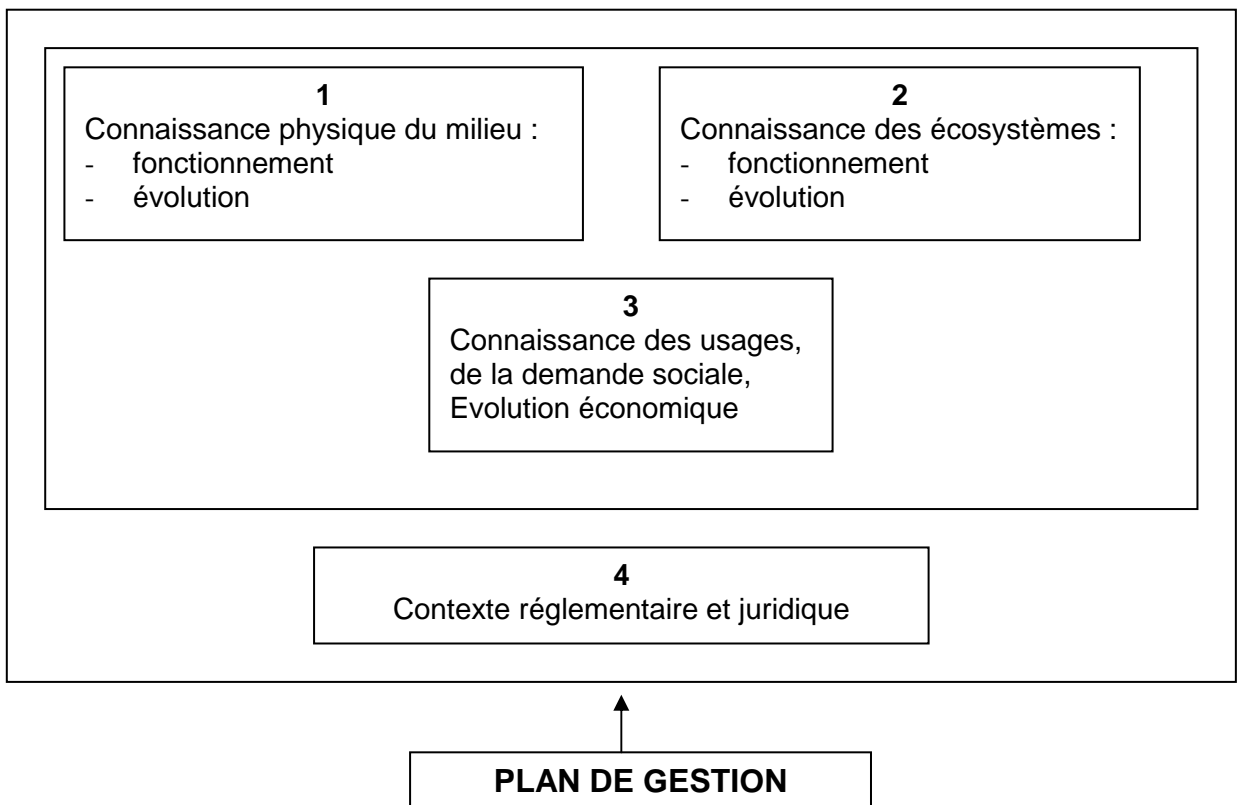 1
Connaissance physique du milieu :
- fonctionnement
- évolution
2
Connaissance des écosystèmes :
- fonctionnement
- évolution
3
Connaissance des usages,
de la demande sociale,
Evolution économique
4
Contexte réglementaire et juridique
PLAN DE GESTION